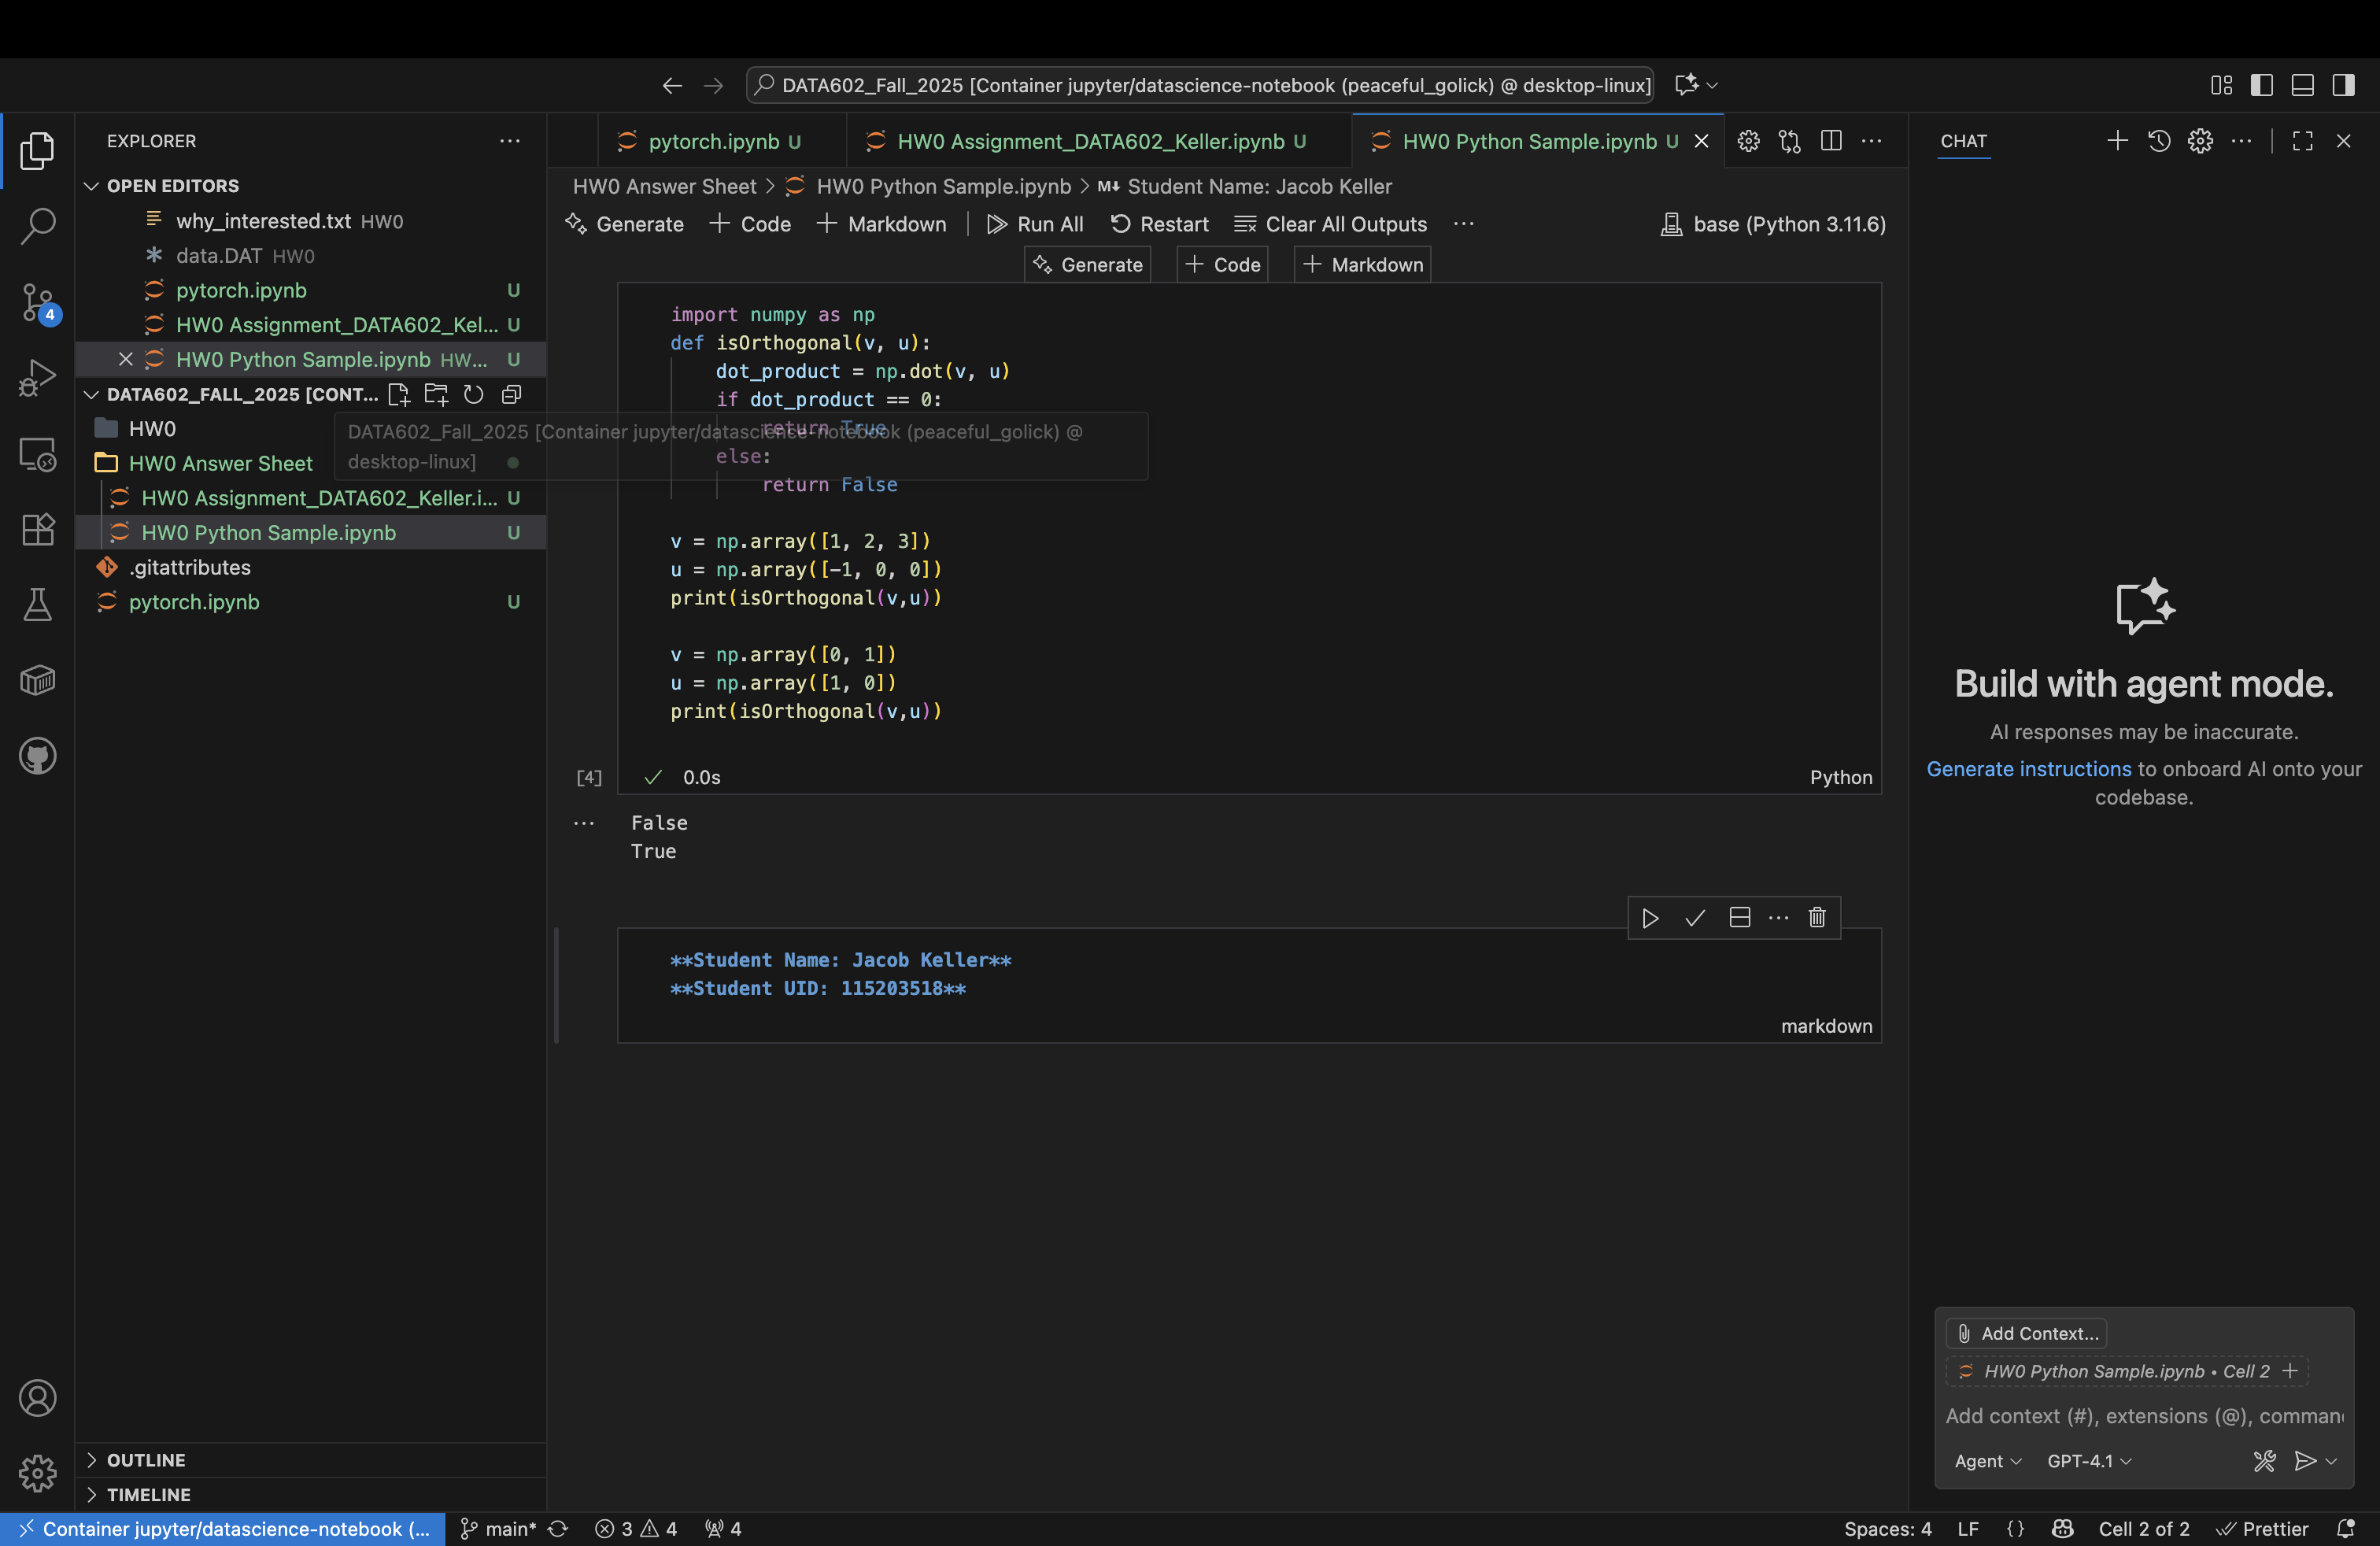 DATA602_Fall_2025 [Container jupyter/datascience-notebook (peaceful_golick) @ desktop-linux]
EXPLORER
OPEN EDITORS
why_interested.txt HW0
data.DAT HW0
pytorch.ipynb U
HW0 Assignment_DATA602_Kel... U
HW0 Python Sample.ipynb HW... U
DATA602_FALL_2025 [CONT...
HW0
HW0 Answer Sheet
HW0 Assignment_DATA602_Keller.i... U
HW0 Python Sample.ipynb U
.gitattributes
pytorch.ipynb U
DATA602_Fall_2025 [Container jupyter/datascience-notebook (peaceful_golick) @
desktop-linux]
OUTLINE
TIMELINE
pytorch.ipynb U
HW0 Assignment_DATA602_Keller.ipynb U
HW0 Python Sample.ipynb U
HW0 Answer Sheet > HW0 Python Sample.ipynb > M↓ Student Name: Jacob Keller
Generate + Code + Markdown | Run All Restart Clear All Outputs ... base (Python 3.11.6)
Generate + Code + Markdown
import numpy as np
def isOrthogonal(v, u):
dot_product = np.dot(v, u)
if dot_product == 0:
return True
else:
return False
v = np.array([1, 2, 3])
u = np.array([-1, 0, 0])
print(isOrthogonal(v,u))
v = np.array([0, 1])
u = np.array([1, 0])
print(isOrthogonal(v,u))
[4] 0.0s Python
False
True
**Student Name: Jacob Keller**
**Student UID: 115203518**
markdown
CHAT
Build with agent mode.
AI responses may be inaccurate.
Generate instructions to onboard AI onto your
codebase.
Add Context...
HW0 Python Sample.ipynb • Cell 2 +
Add context (#), extensions (@), comman
Agent GPT-4.1
4
Container jupyter/datascience-notebook (... main* 3 4 4
Spaces: 4 LF {} Cell 2 of 2 Prettier